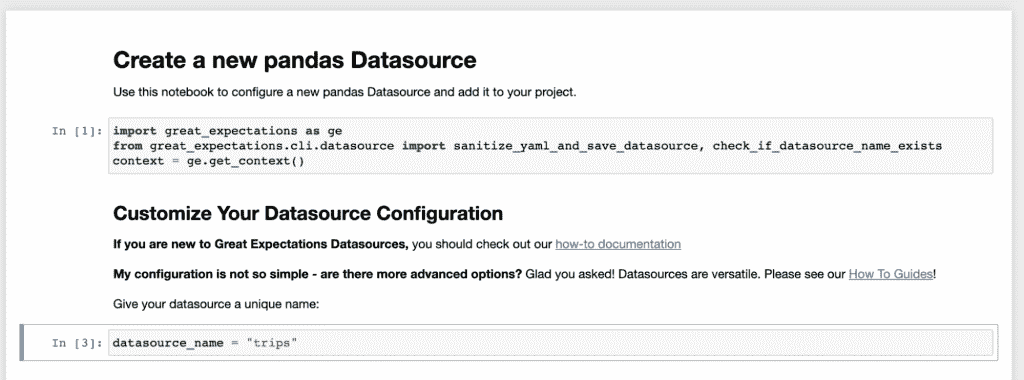 Create a new pandas Datasource
Use this notebook to configure a new pandas Datasource and add it to your project.
In [1]: import great_expectations as ge
from great_expectations.cli.datasource import sanitize_yaml_and_save_datasource, check_if_datasource_name_exists
context = ge.get_context()
Customize Your Datasource Configuration
If you are new to Great Expectations Datasources, you should check out our how-to documentation
My configuration is not so simple - are there more advanced options? Glad you asked! Datasources are versatile. Please see our How To Guides!
Give your datasource a unique name:
In [3]: datasource_name = "trips"